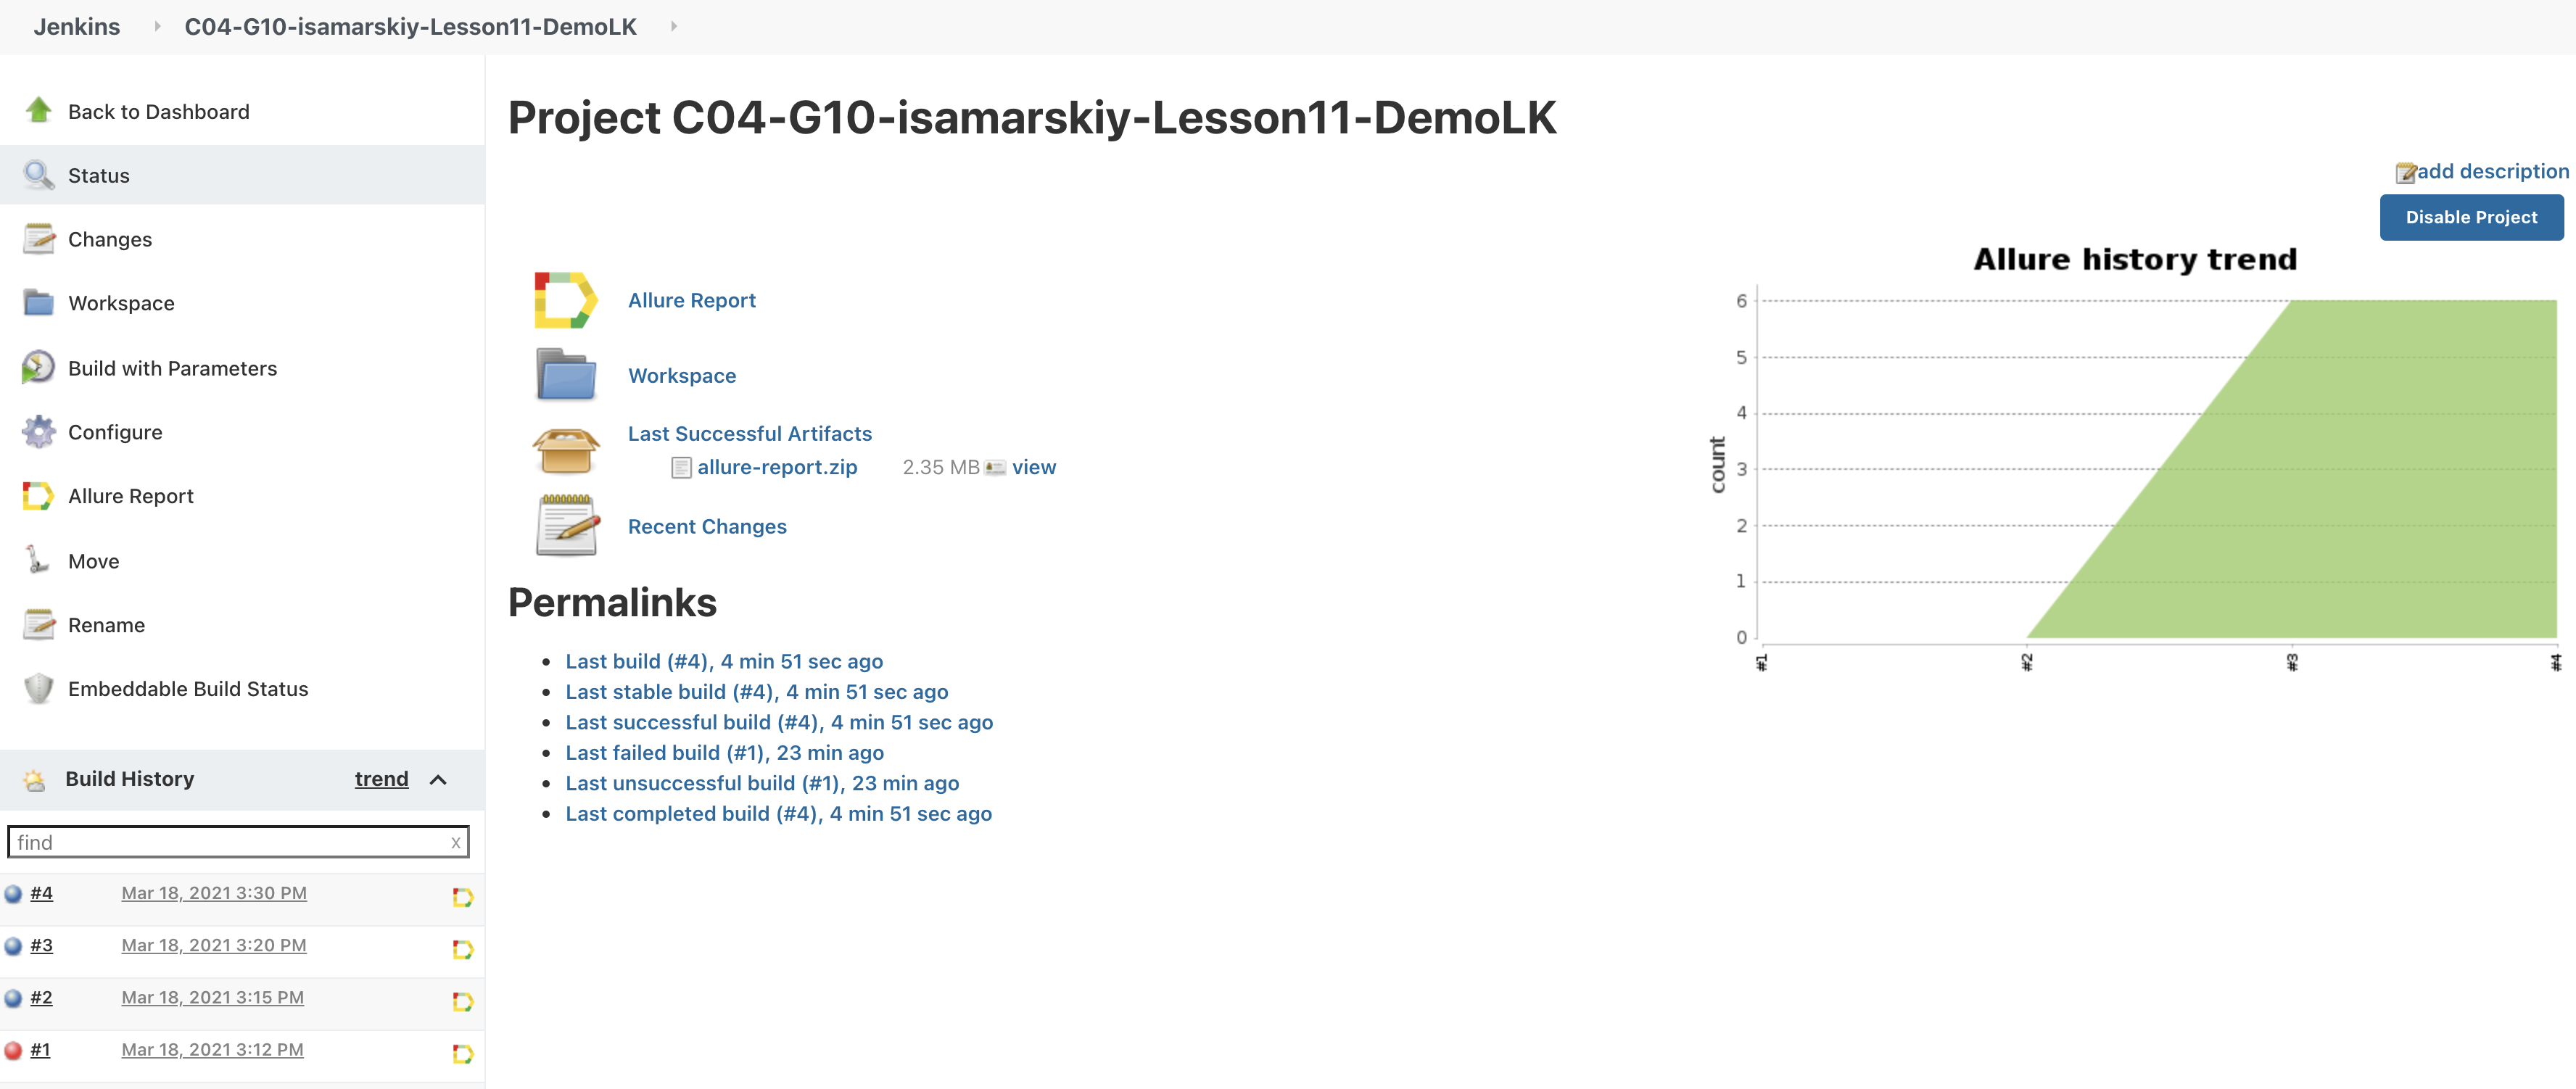 Jenkins C04-G10-isamarskiy-Lesson11-DemoLK
Back to Dashboard
Status
Changes
Workspace
Build with Parameters
Configure
Allure Report
Move
Rename
Embeddable Build Status
Build History trend
find x
#4 Mar 18, 2021 3:30 PM
#3 Mar 18, 2021 3:20 PM
#2 Mar 18, 2021 3:15 PM
#1 Mar 18, 2021 3:12 PM
Project C04-G10-isamarskiy-Lesson11-DemoLK
add description
Disable Project
Allure Report
Workspace
Last Successful Artifacts
allure-report.zip 2.35 MB view
Recent Changes
Permalinks
Last build (#4), 4 min 51 sec ago
Last stable build (#4), 4 min 51 sec ago
Last successful build (#4), 4 min 51 sec ago
Last failed build (#1), 23 min ago
Last unsuccessful build (#1), 23 min ago
Last completed build (#4), 4 min 51 sec ago
Allure history trend
count
6
5
4
3
2
1
0
#1 #2 #3 #4